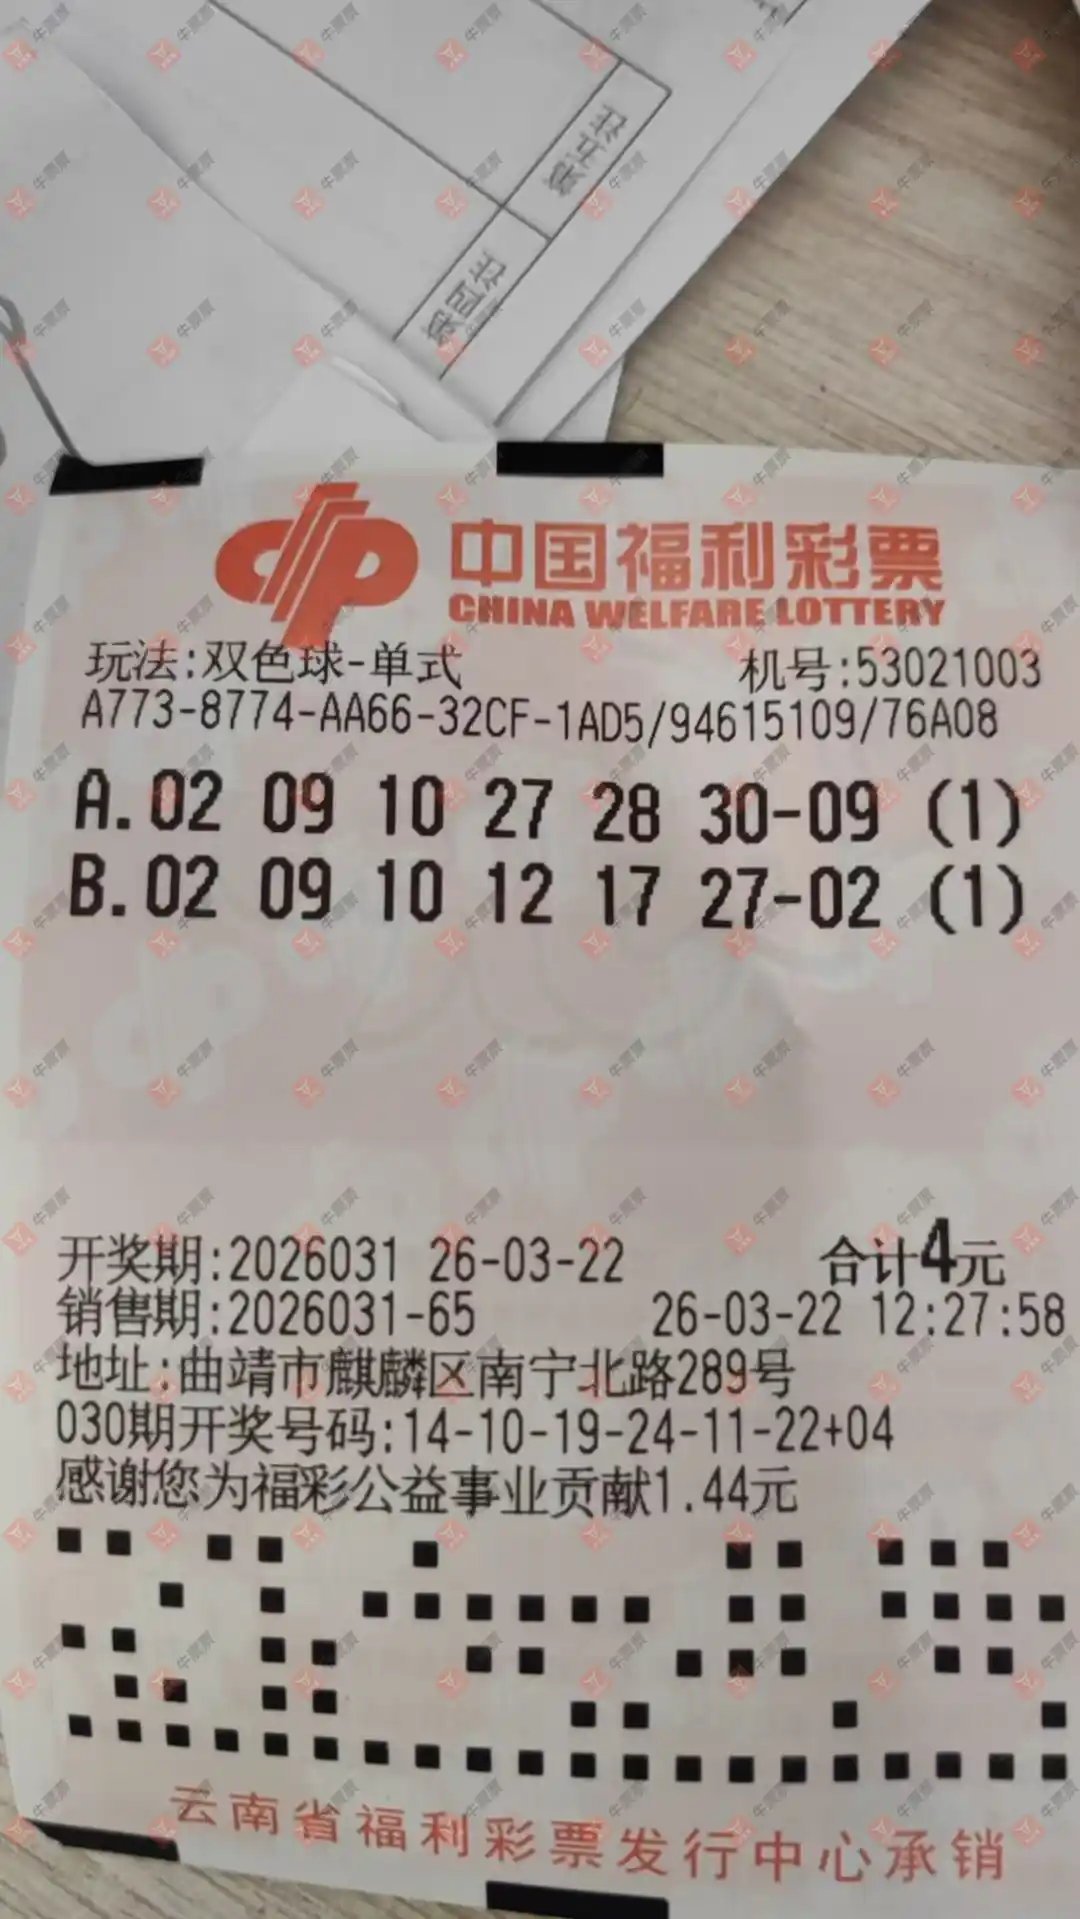 中国福利彩票
CHINA WELFARE LOTTERY
玩法:双色球-单式 机号:53021003
A773-8774-AA66-32CF-1AD5/94615109/76A08
A.02 09 10 27 28 30-09 (1)
B.02 09 10 12 17 27-02 (1)
开奖期:2026031 26-03-22 合计4元
销售期:2026031-65 26-03-22 12:27:58
地址:曲靖市麒麟区南宁北路289号
030期开奖号码:14-10-19-24-11-22+04
感谢您为福彩公益事业贡献1.44元
云南省福利彩票发行中心承销